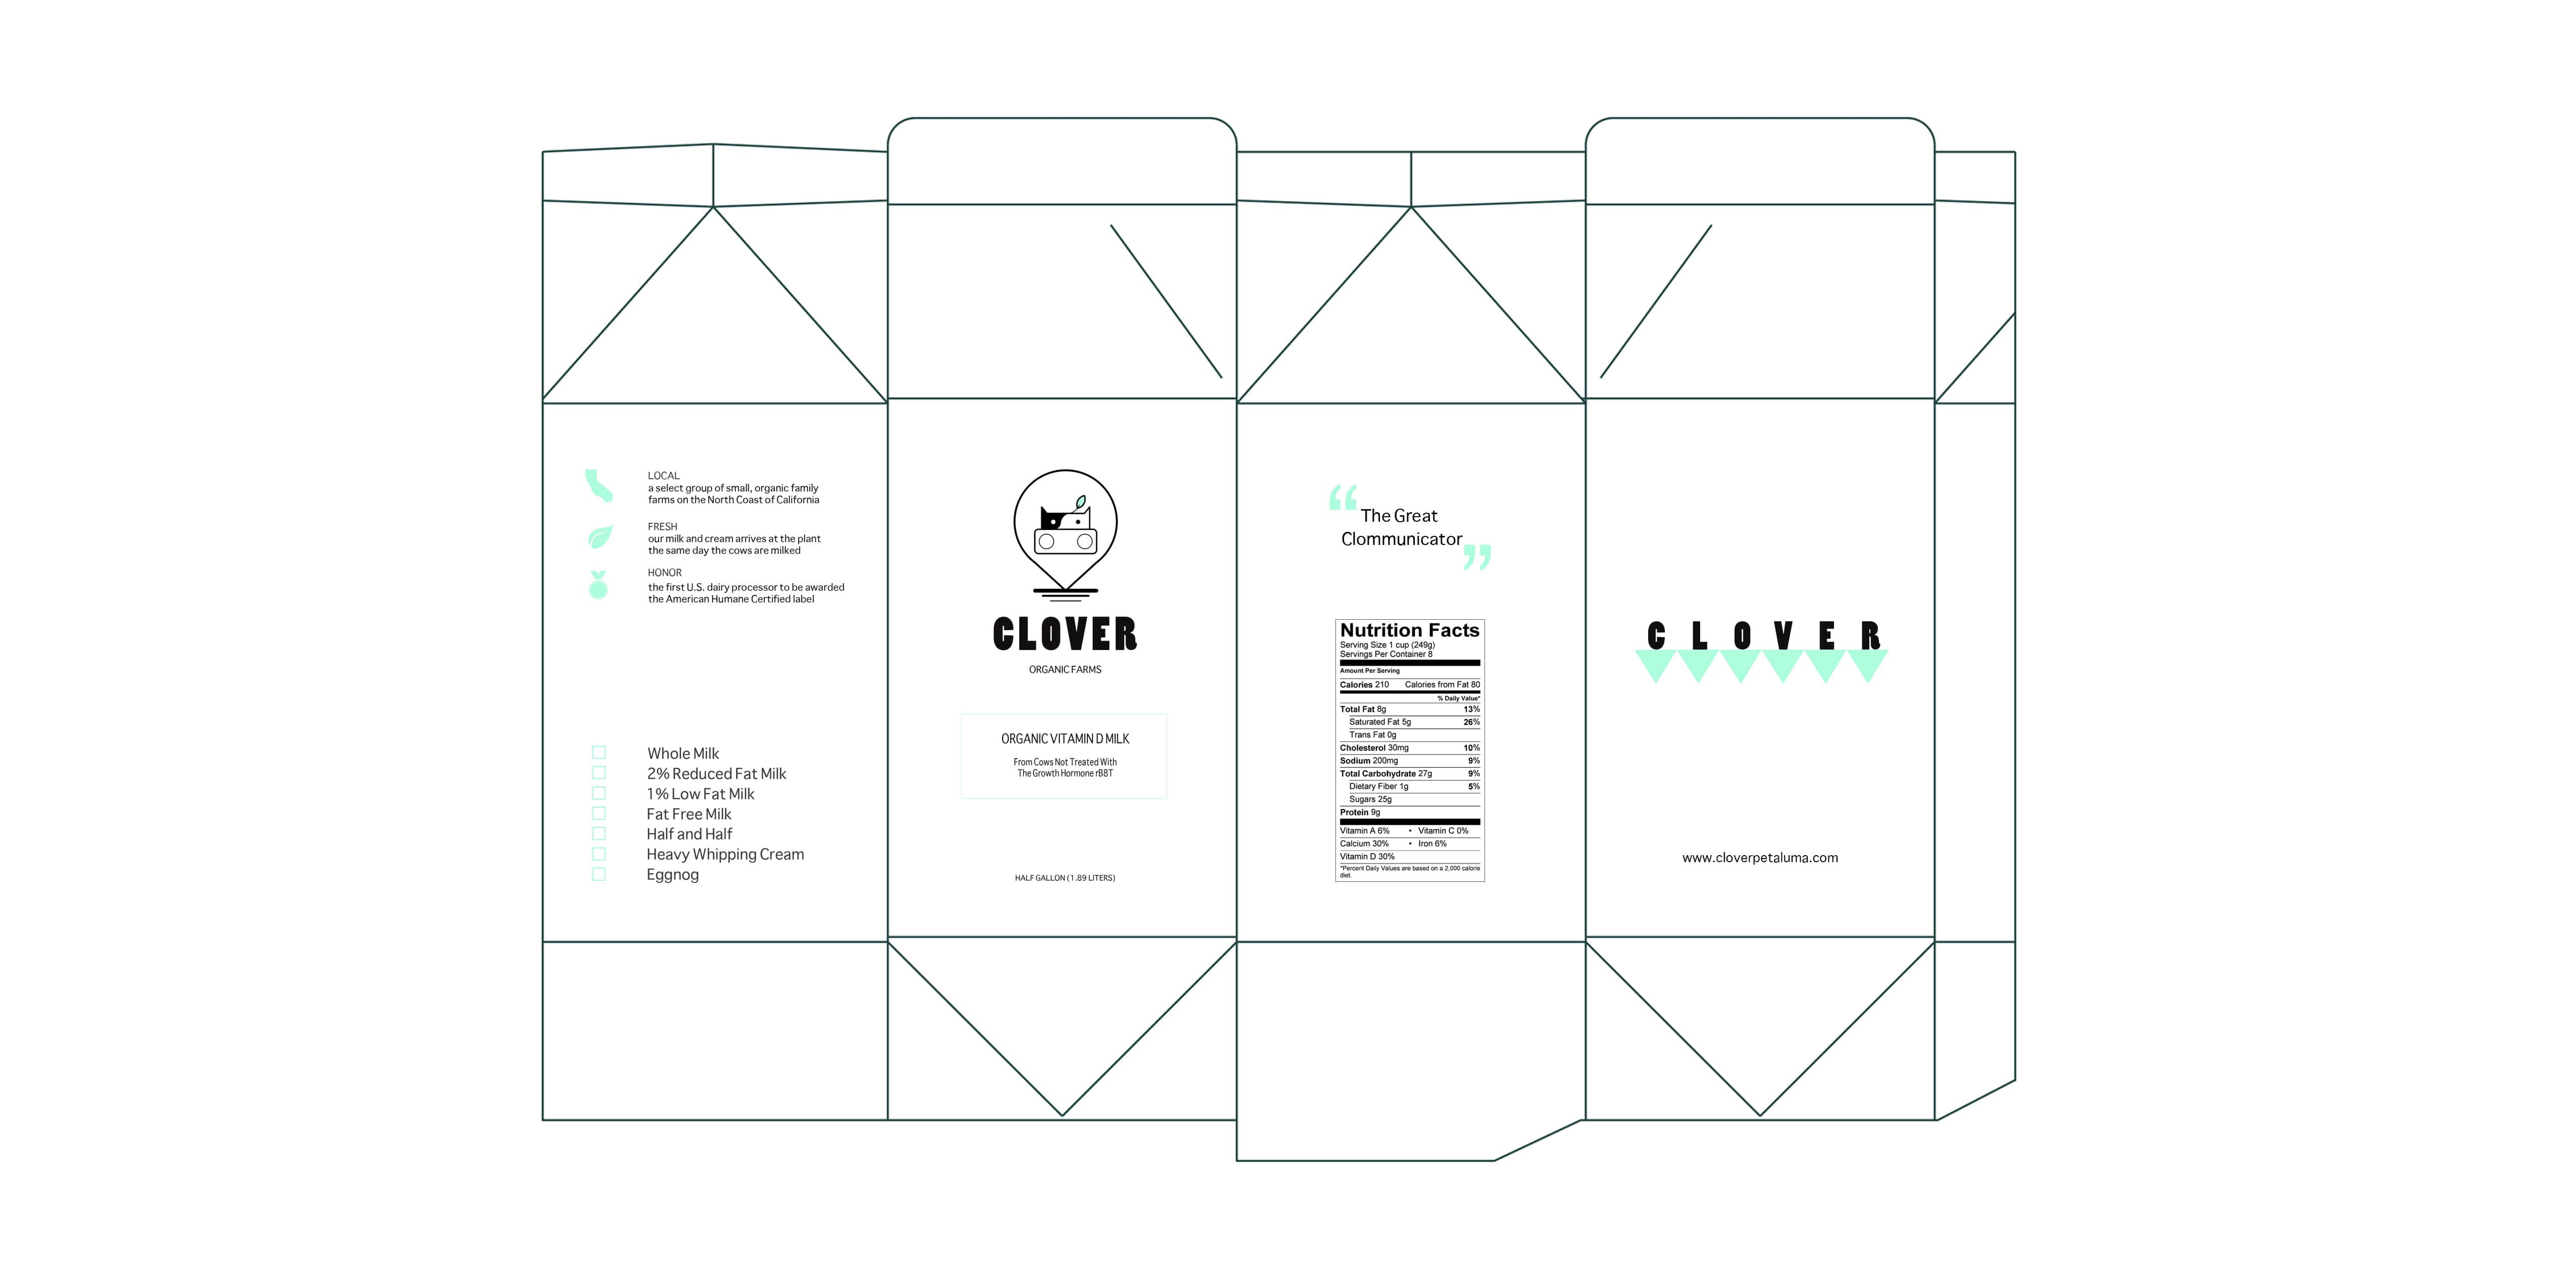 LOCAL
a select group of small, organic family
farms on the North Coast of California
FRESH
our milk and cream arrives at the plant
the same day the cows are milked
HONOR
the first U.S. dairy processor to be awarded
the American Humane Certified label
Whole Milk
2% Reduced Fat Milk
1% Low Fat Milk
Fat Free Milk
Half and Half
Heavy Whipping Cream
Eggnog
CLOVER
ORGANIC FARMS
ORGANIC VITAMIN D MILK
From Cows Not Treated With
The Growth Hormone rBBT
HALF GALLON (1.89 LITERS)
“The Great
Clommunicator”
Nutrition Facts
Serving Size 1 cup (249g)
Servings Per Container 8
Amount Per Serving
Calories 210 Calories from Fat 80
% Daily Value*
Total Fat 8g 13%
Saturated Fat 5g 26%
Trans Fat 0g
Cholesterol 30mg 10%
Sodium 200mg 9%
Total Carbohydrate 27g 9%
Dietary Fiber 1g 5%
Sugars 25g
Protein 9g
Vitamin A 6% • Vitamin C 0%
Calcium 30% • Iron 6%
Vitamin D 30%
*Percent Daily Values are based on a 2,000 calorie
diet.
CLOVER
www.cloverpetaluma.com